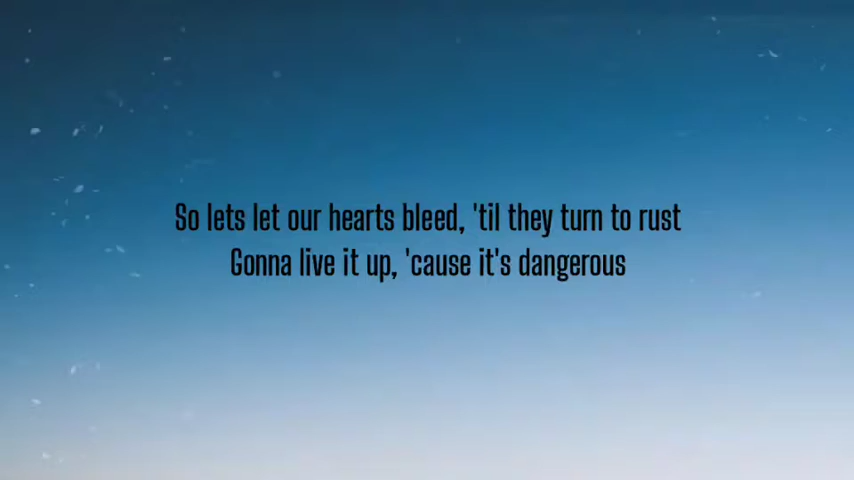 So lets let our hearts bleed, 'til they turn to rust
Gonna live it up, 'cause it's dangerous